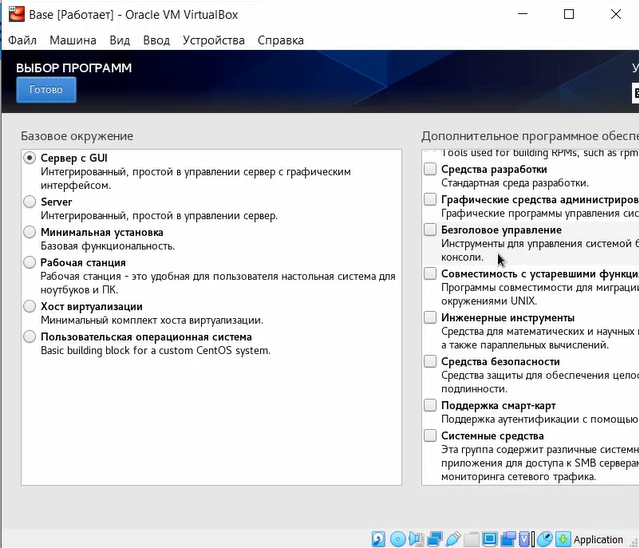 Base [Работает] - Oracle VM VirtualBox
Файл Машина Вид Ввод Устройства Справка
ВЫБОР ПРОГРАММ
Готово
Базовое окружение
Сервер с GUI
Интегрированный, простой в управлении сервер с графическим
интерфейсом.
Server
Интегрированный, простой в управлении сервер.
Минимальная установка
Базовая функциональность.
Рабочая станция
Рабочая станция - это удобная для пользователя настольная система для
ноутбуков и ПК.
Хост виртуализации
Минимальный комплект хоста виртуализации.
Пользовательская операционная система
Basic building block for a custom CentOS system.
Дополнительное программное обеспе
Tools used for building RPMs, such as rpm
Средства разработки
Стандартная среда разработки.
Графические средства администриров
Графические программы управления сис
Безголовое управление
Инструменты для управления системой б
консоли.
Совместимость с устаревшими функци
Программы совместимости для миграци
окружениями UNIX.
Инженерные инструменты
Средства для математических и научных
а также параллельных вычислений.
Средства безопасности
Средства защиты для обеспечения цело
подлинности.
Поддержка смарт-карт
Поддержка аутентификации с помощью
Системные средства
Эта группа содержит различные системн
приложения для доступа к SMB серверам
мониторинга сетевого трафика.
Application